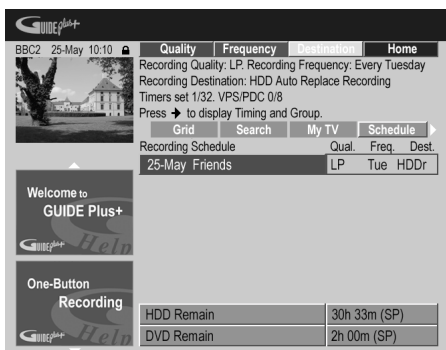 GUIDE Plus+
BBC2 25-May 10:10
Quality Frequency Destination Home
Recording Quality: LP. Recording Frequency: Every Tuesday
Recording Destination: HDD Auto Replace Recording
Timers set 1/32. VPS/PDC 0/8
Press → to display Timing and Group.
Grid Search My TV Schedule
Recording Schedule Qual. Freq. Dest.
25-May Friends LP Tue HDDr
Welcome to
GUIDE Plus+
GUIDE Plus+ Help
One-Button
Recording
GUIDE Plus+ Help
HDD Remain 30h 33m (SP)
DVD Remain 2h 00m (SP)